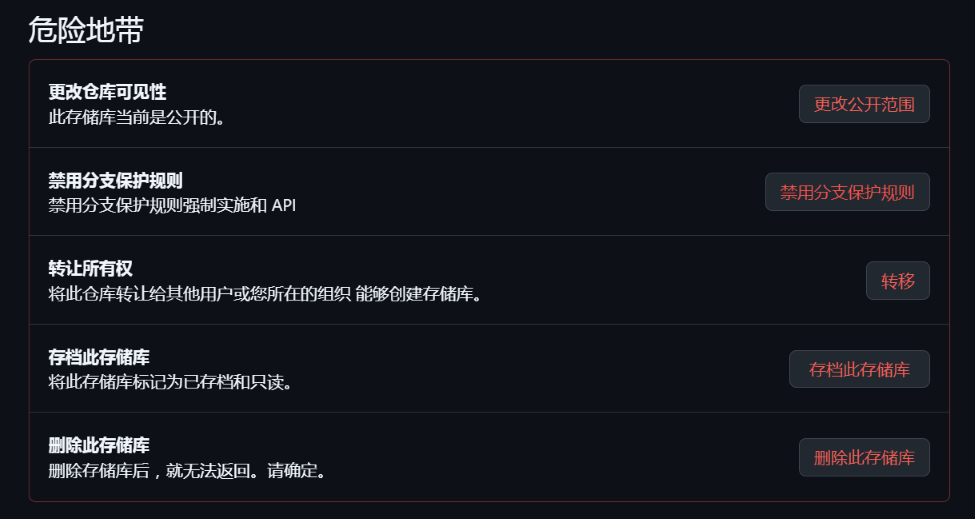 危险地带
更改仓库可见性
此存储库当前是公开的。
更改公开范围
禁用分支保护规则
禁用分支保护规则强制实施和 API
禁用分支保护规则
转让所有权
将此仓库转让给其他用户或您所在的组织 能够创建存储库。
转移
存档此存储库
将此存储库标记为已存档和只读。
存档此存储库
删除此存储库
删除存储库后，就无法返回。请确定。
删除此存储库